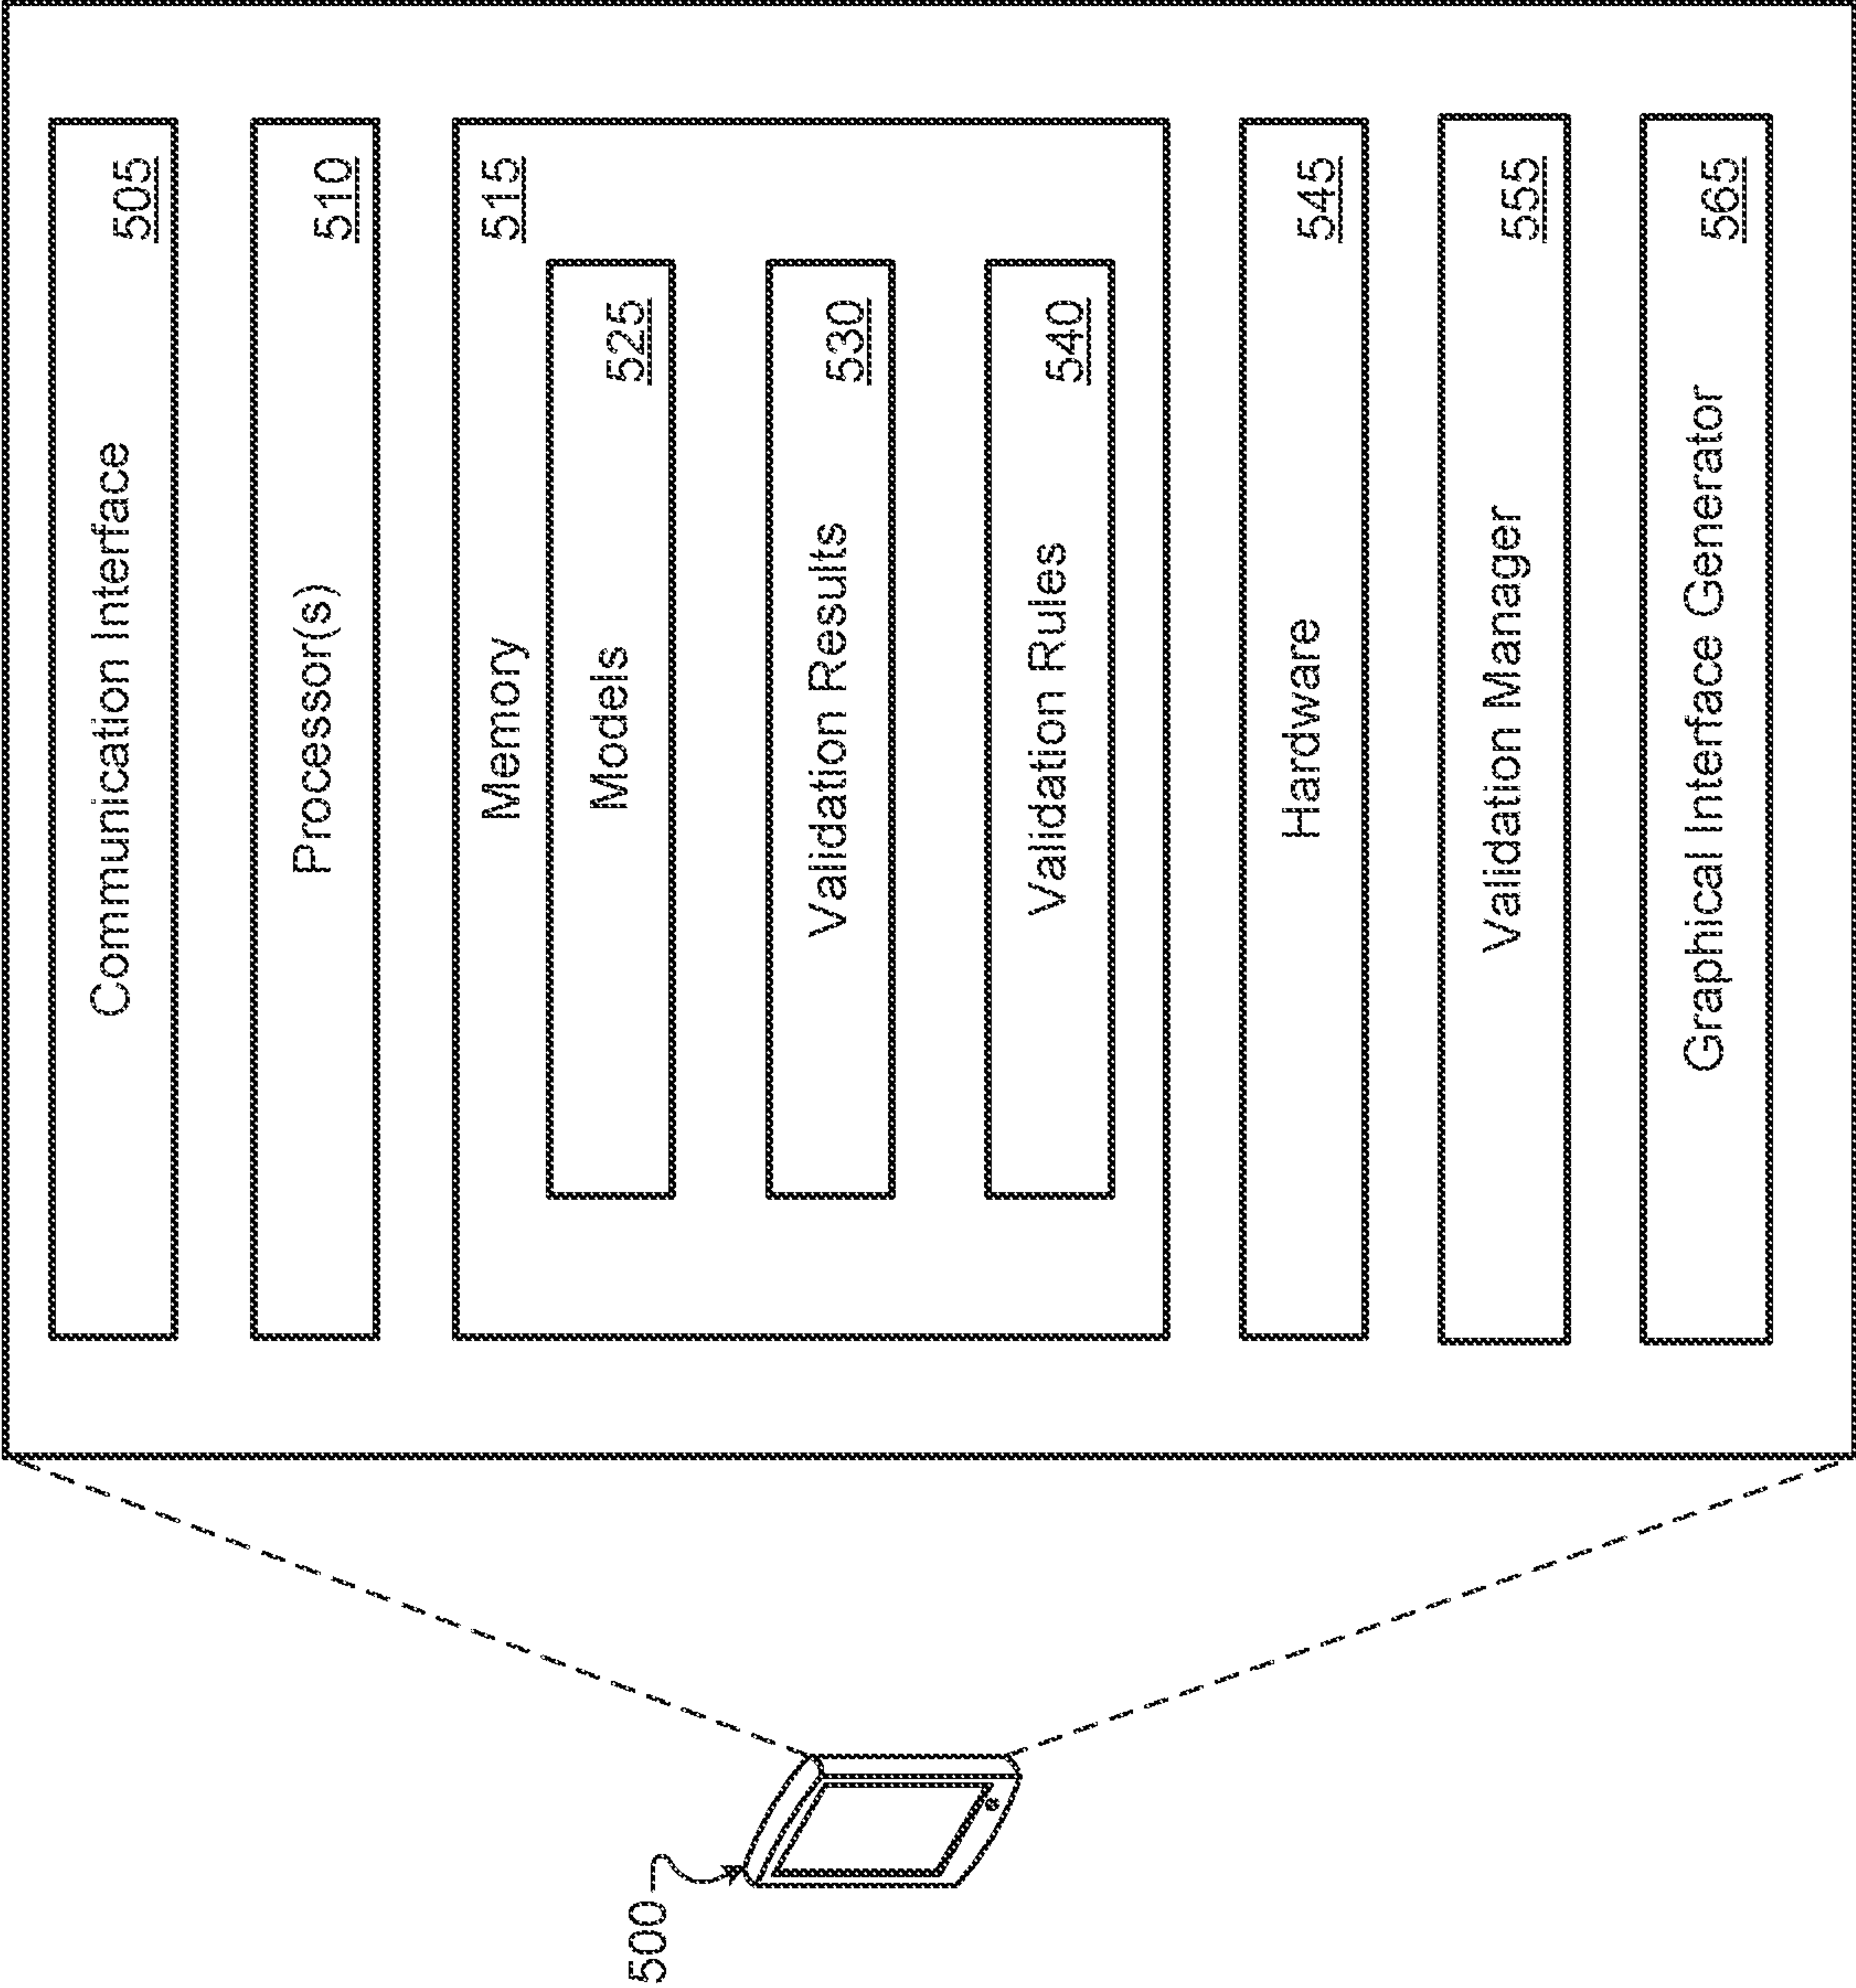 500
Communication Interface 505
Processor(s) 510
Memory 515
Models 525
Validation Results 530
Validation Rules 540
Hardware 545
Validation Manager 555
Graphical Interface Generator 565